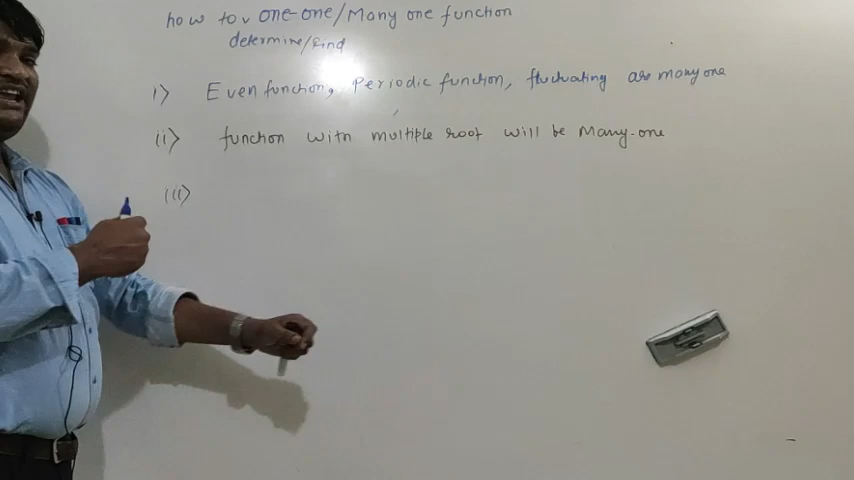 how to one-one/Many one function
determine/find
i) Even function, Periodic function, fluctuating are many one
ii) function with multiple root will be Many-one
iii)